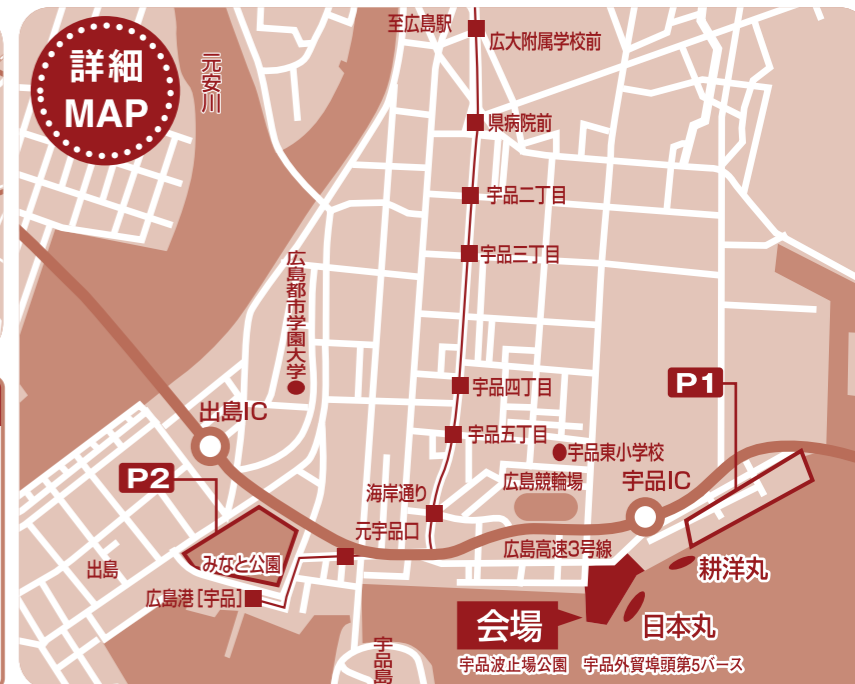 詳細
MAP
元安川
至広島駅
広大附属学校前
県病院前
宇品二丁目
宇品三丁目
広島都市学園大学
宇品四丁目
P1
出島IC
宇品五丁目
宇品東小学校
P2
海岸通り
広島競輪場
宇品IC
元宇品口
広島高速3号線
みなと公園
出島
耕洋丸
広島港[宇品]
会場
日本丸
宇品島
宇品波止場公園 宇品外貿埠頭第5バース